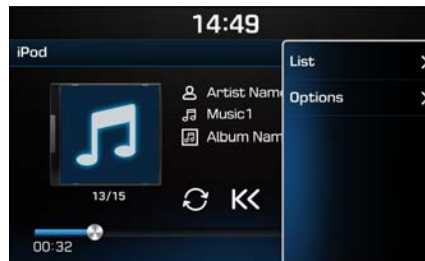 14:49
iPod
List
Artist Nam
Options
Music1
Album Nam
13/15
00:32